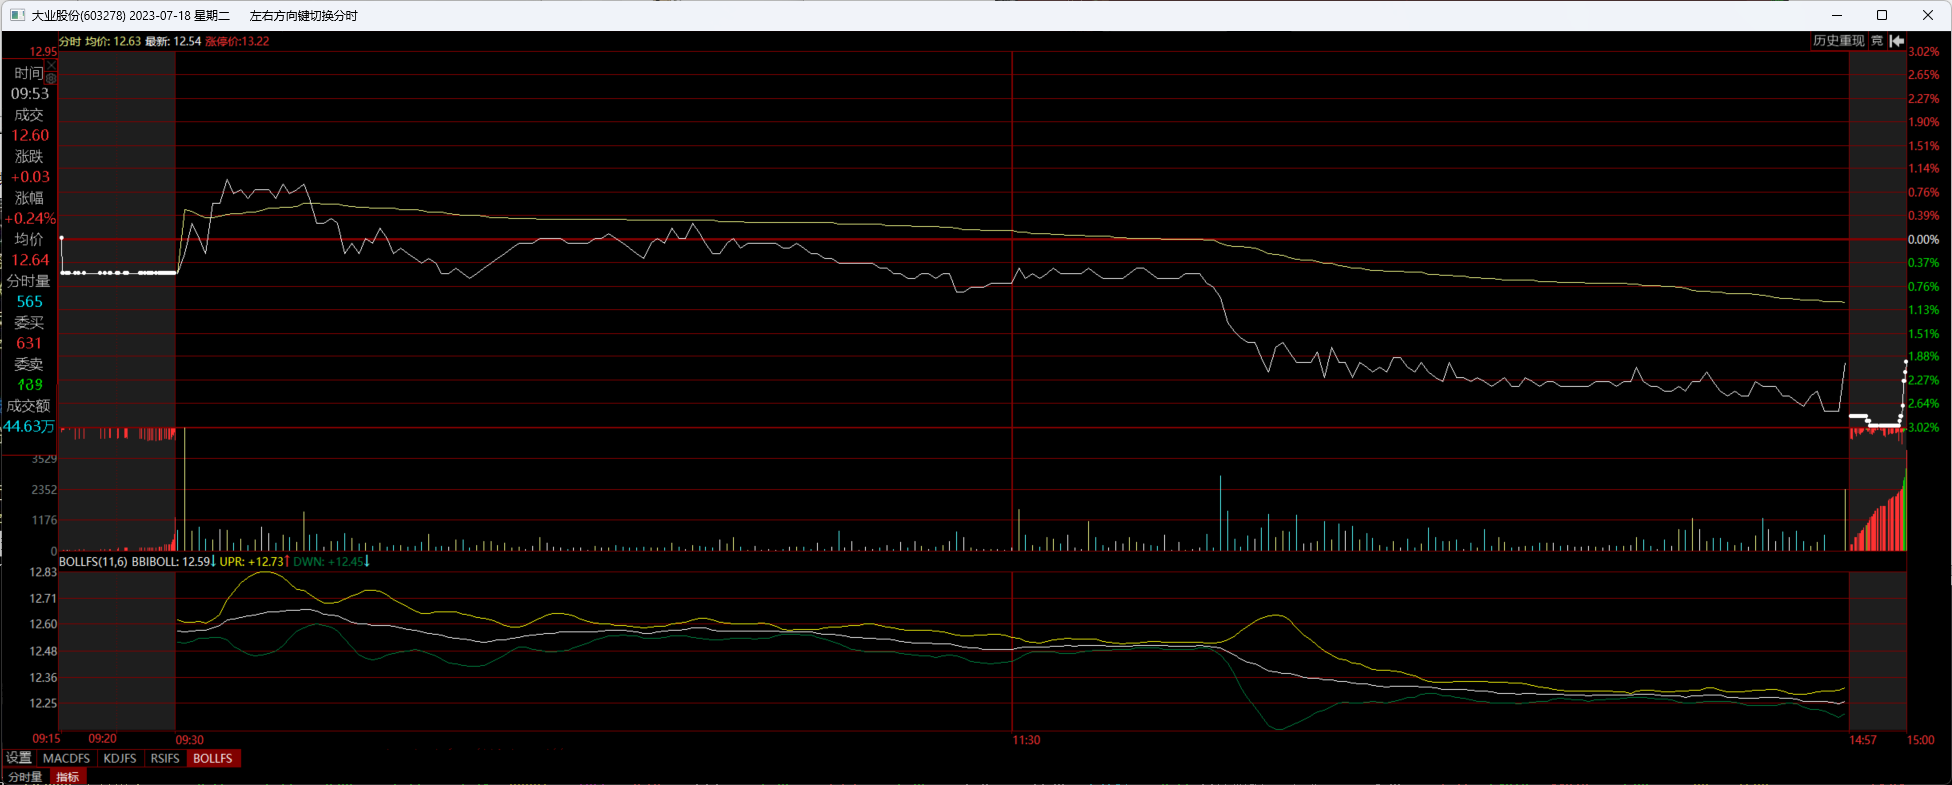 大业股份(603278) 2023-07-18 星期二 左右方向键切换分时
分时 均价: 12.63 最新: 12.54 涨停价:13.22
历史重现 竞
12.95
时间
09:53
成交
12.60
涨跌
+0.03
涨幅
+0.24%
均价
12.64
分时量
565
委买
631
委卖
成交额
44.63万
3529
2352
1176
0
3.02%
2.65%
2.27%
1.90%
1.51%
1.14%
0.76%
0.39%
0.00%
0.37%
0.76%
1.13%
1.51%
1.88%
2.27%
2.64%
3.02%
BOLLFS(11,6) BBIBOLL: 12.59↓ UPR: +12.73↑ DWN: +12.45↓
12.83
12.71
12.60
12.48
12.36
12.25
09:15 09:20 09:30 11:30 14:57 15:00
设置 MACDFS KDJFS RSIFS BOLLFS
分时量 指标